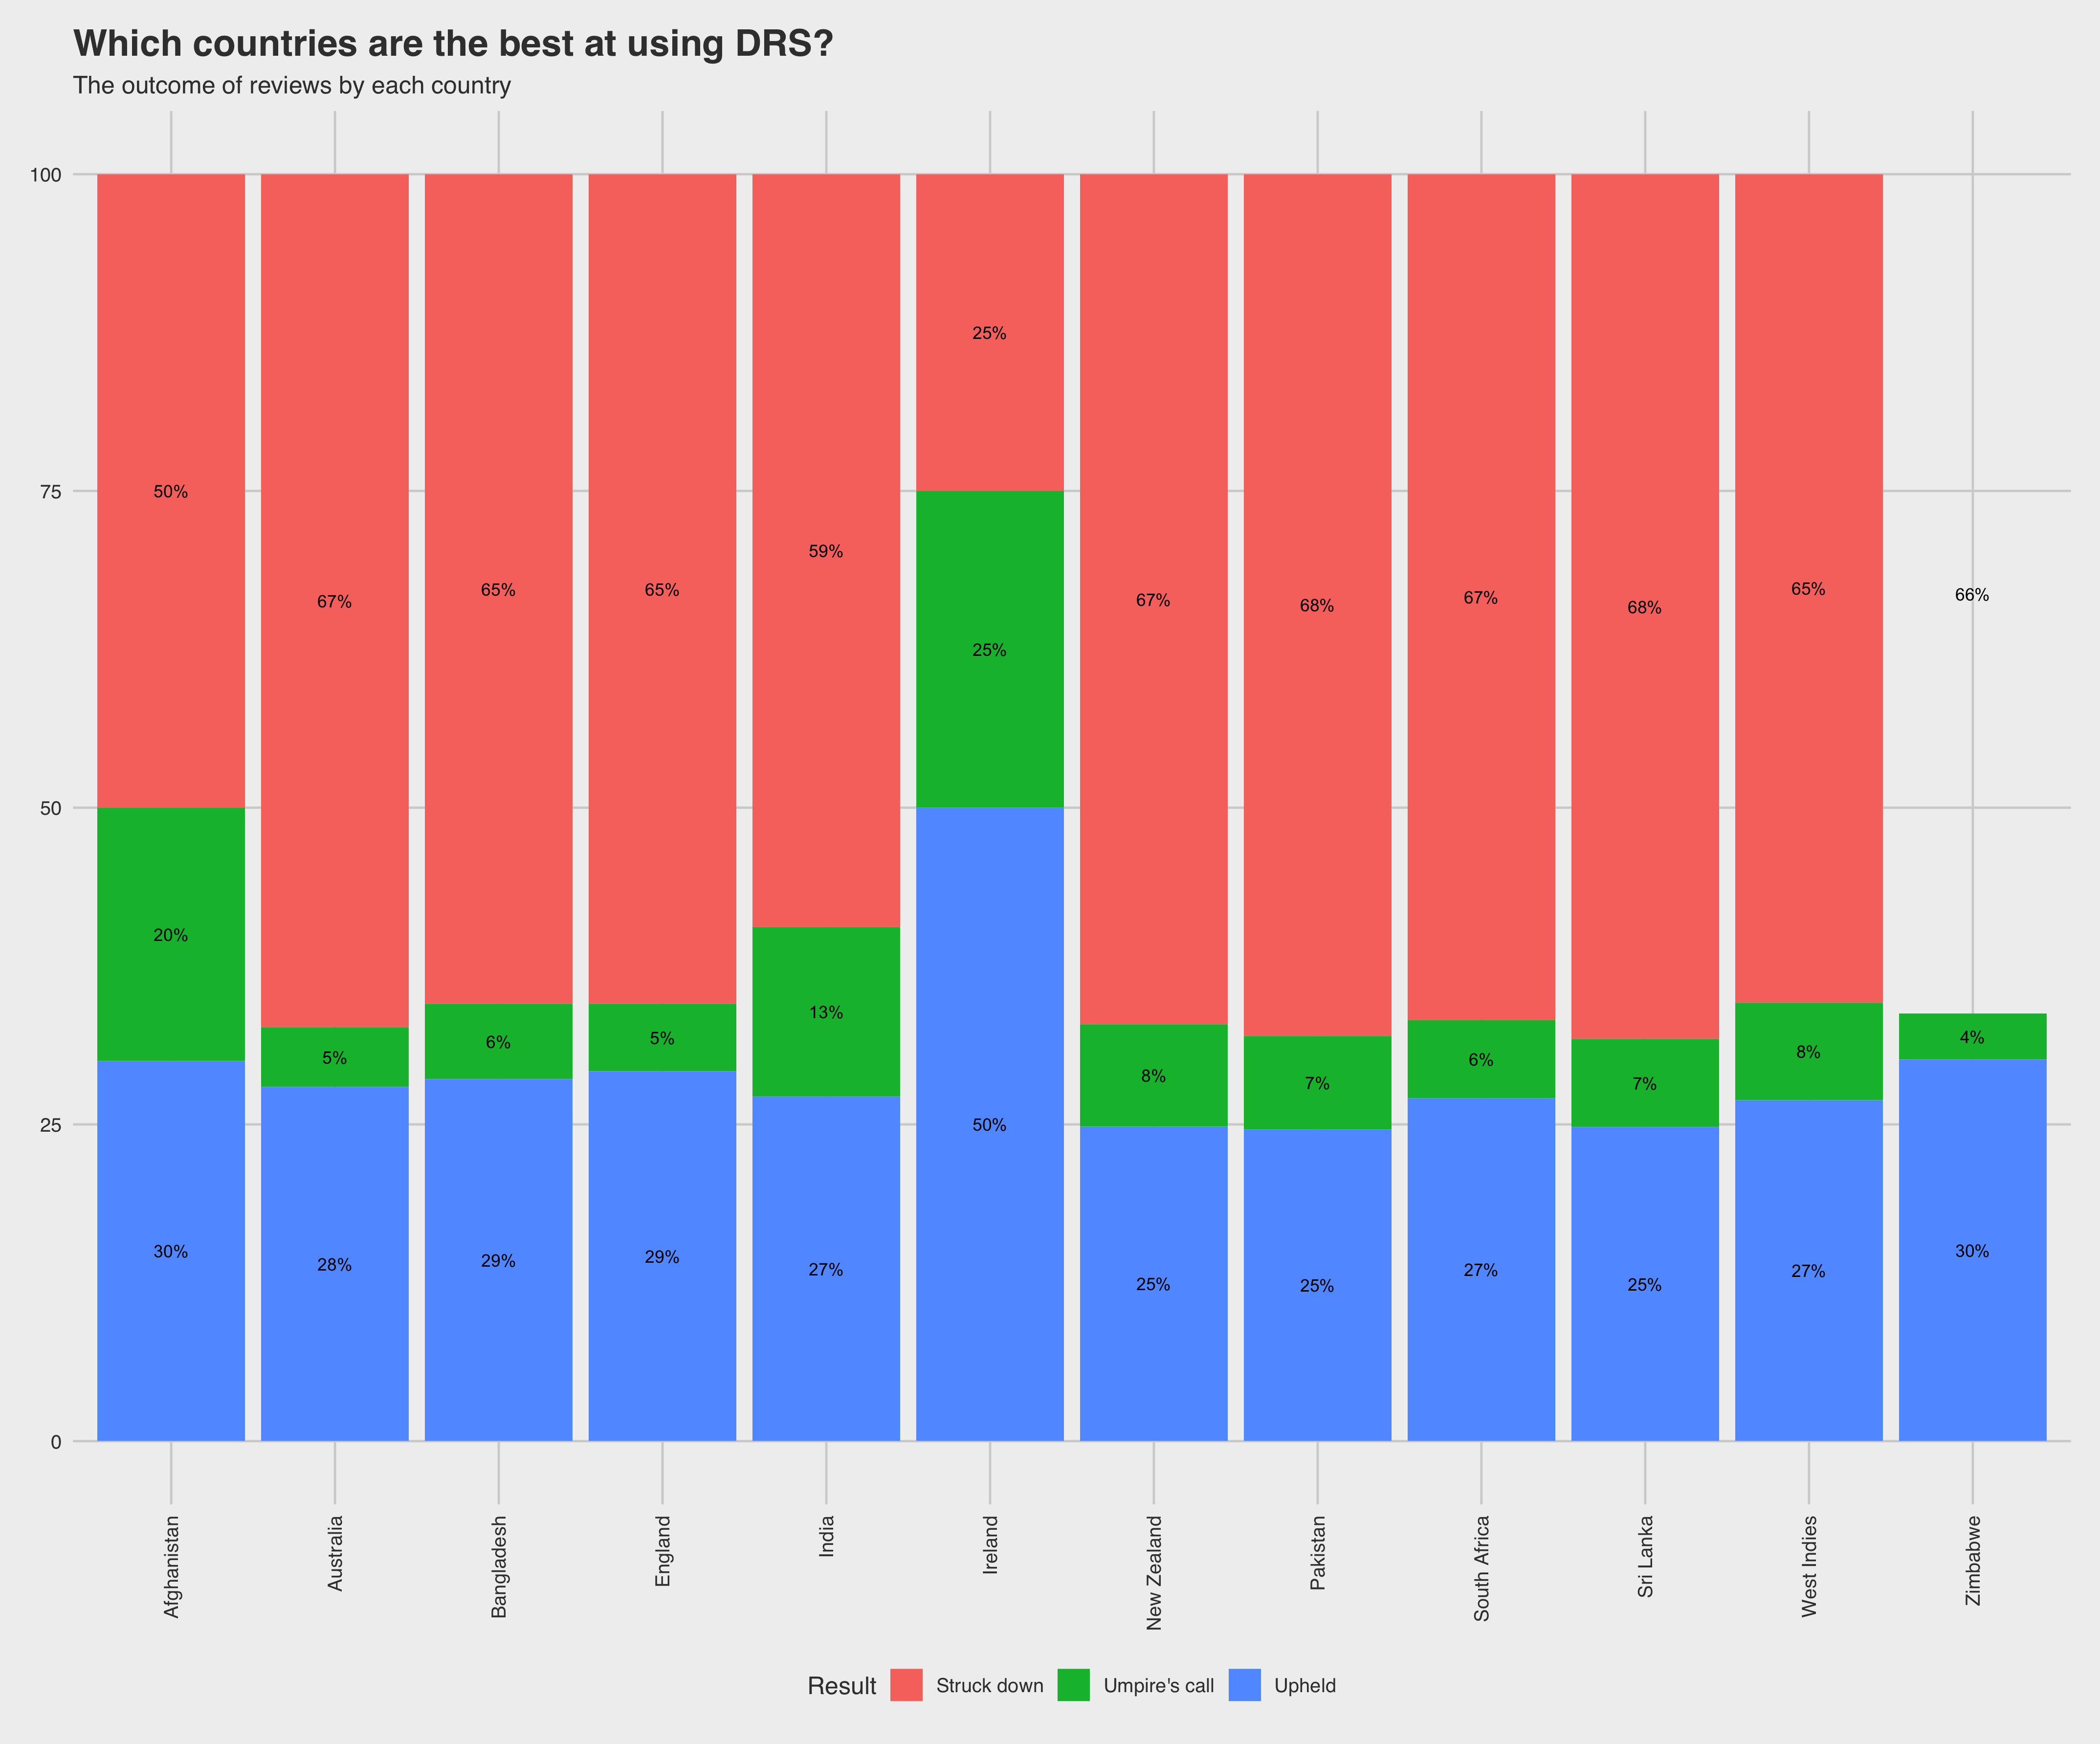 Which countries are the best at using DRS?
The outcome of reviews by each country
100
75
50
25
0
50%
20%
30%
67%
5%
28%
65%
6%
29%
65%
5%
29%
59%
13%
27%
25%
25%
50%
67%
8%
25%
68%
7%
25%
67%
6%
27%
68%
7%
25%
65%
8%
27%
66%
4%
30%
Afghanistan
Australia
Bangladesh
England
India
Ireland
New Zealand
Pakistan
South Africa
Sri Lanka
West Indies
Zimbabwe
Result Struck down Umpire's call Upheld